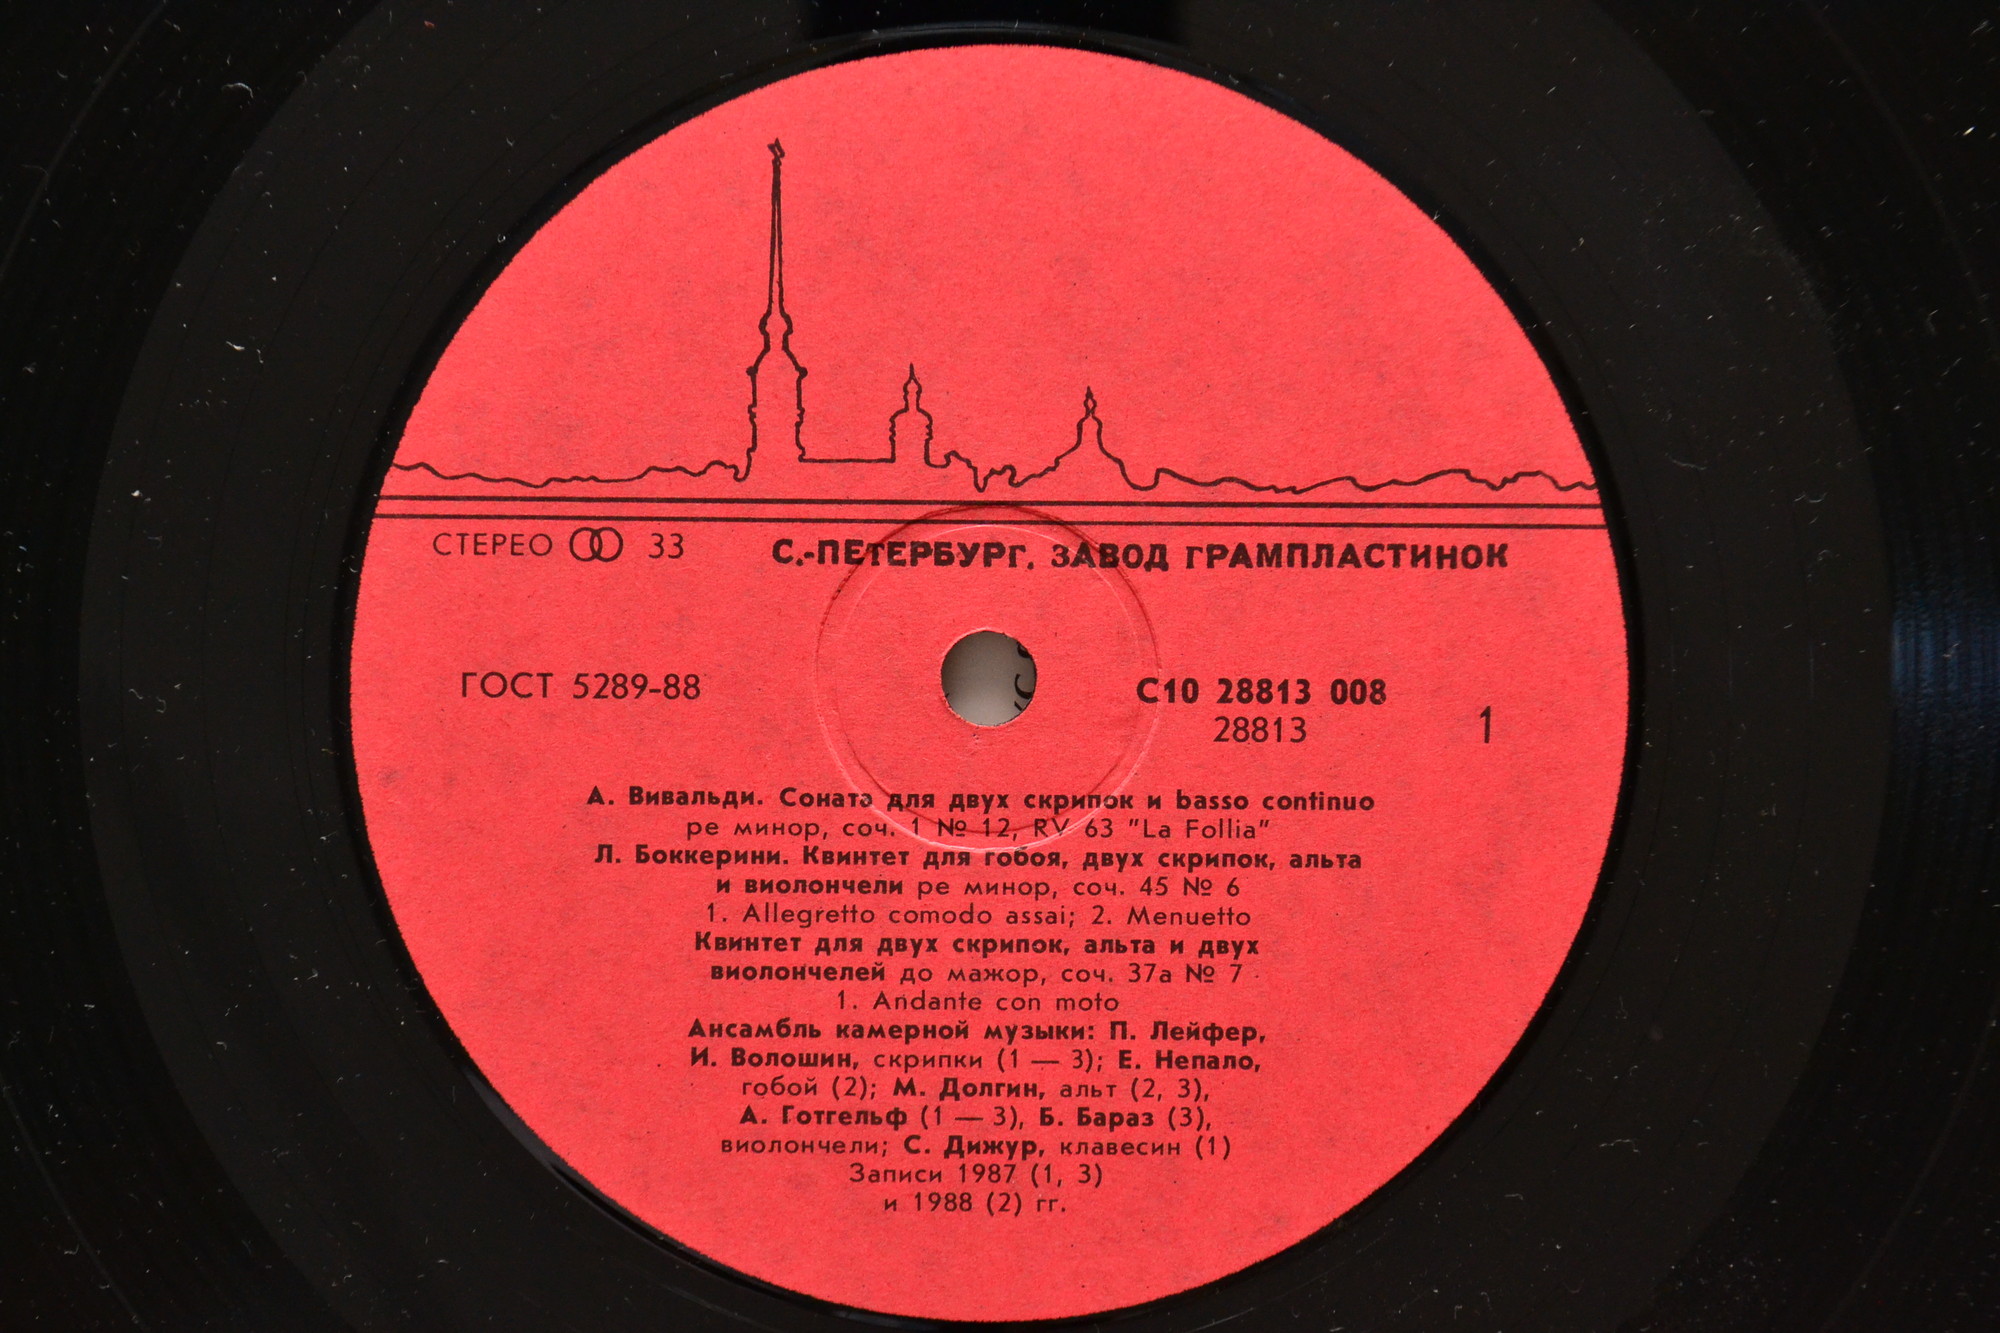 СТЕРЕО 33
С.-ПЕТЕРБУРГ. ЗАВОД ГРАМПЛАСТИНОК
ГОСТ 5289-88
С10 28813 008
28813
1
А. Вивальди. Соната для двух скрипок и basso continuo
ре минор, соч. 1 № 12, RV 63 "La Follia"
Л. Боккерини. Квинтет для гобоя, двух скрипок, альта
и виолончели ре минор, соч. 45 № 6
1. Allegretto comodo assai; 2. Menuetto
Квинтет для двух скрипок, альта и двух
виолончелей до мажор, соч. 37а № 7
1. Andante con moto
Ансамбль камерной музыки: П. Лейфер,
И. Волошин, скрипки (1 — 3); Е. Непало,
гобой (2); М. Долгин, альт (2, 3),
А. Готгельф (1 — 3), Б. Бараз (3),
виолончели; С. Дижур, клавесин (1)
Записи 1987 (1, 3)
и 1988 (2) гг.